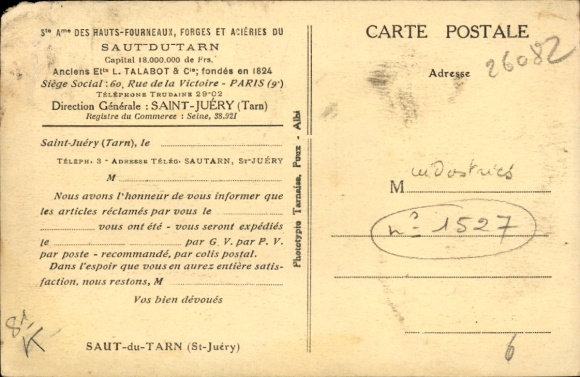 Sté Ame DES HAUTS-FOURNEAUX, FORGES ET ACIÉRIES DU
SAUT-DU-TARN
Capital 18.000.000 de Frs.
Anciens Etts L. TALABOT & Cie; fondés en 1824
Siège Social : 60, Rue de la Victoire - PARIS (9e)
TÉLÉPHONE TRUDAINE 29-02
Direction Générale : SAINT-JUÉRY (Tarn)
Registre du Commerce : Seine, 38.921
Saint-Juéry (Tarn), le
TÉLÉPH. 3 - ADRESSE TÉLÉG. SAUTARN, ST-JUÉRY
M
Nous avons l'honneur de vous informer que
les articles réclamés par vous le
vous ont été - vous seront expédiés
le par G. V. par P. V.
par poste - recommandé, par colis postal.
Dans l'espoir que vous en aurez entière satis-
faction, nous restons, M
Vos bien dévoués
SAUT-du-TARN (St-Juéry)
Phototypie Tarnaise, Poux - Albi
CARTE POSTALE
Adresse
26082
M industries
n° 1527
6
81